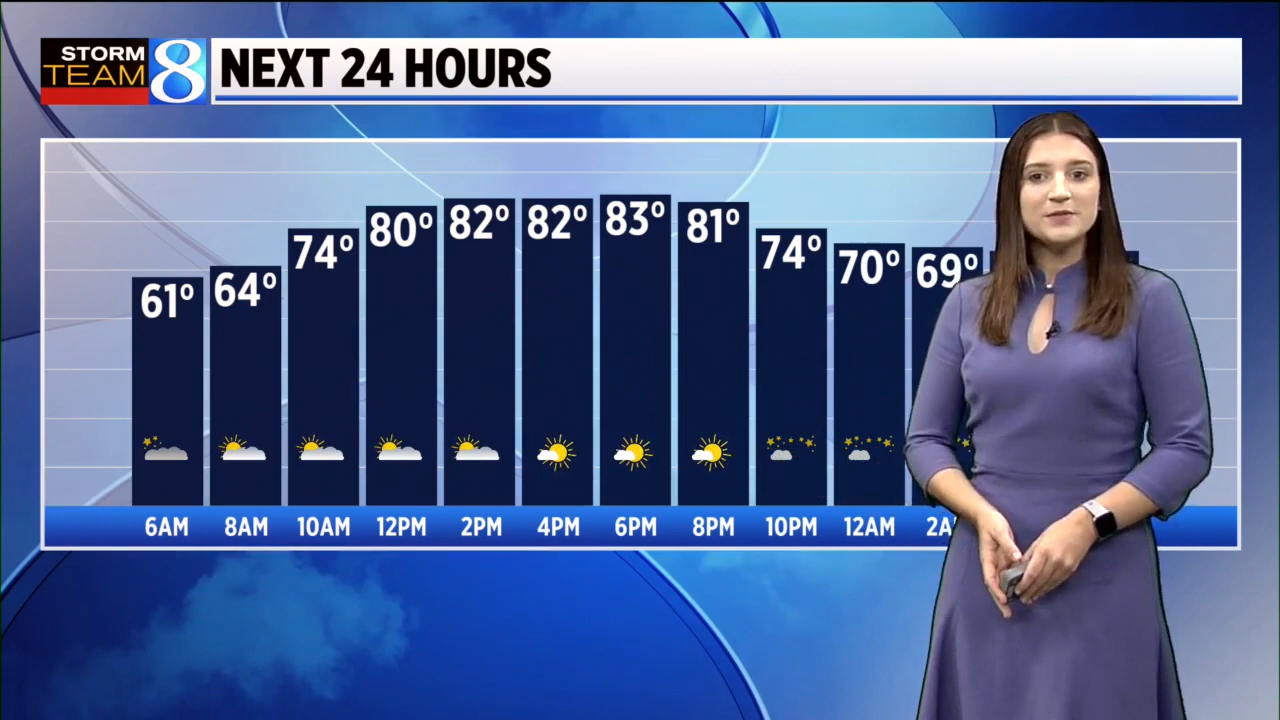 STORM
TEAM
8
NEXT 24 HOURS
61° 64° 74° 80° 82° 82° 83° 81° 74° 70° 69°
6AM 8AM 10AM 12PM 2PM 4PM 6PM 8PM 10PM 12AM